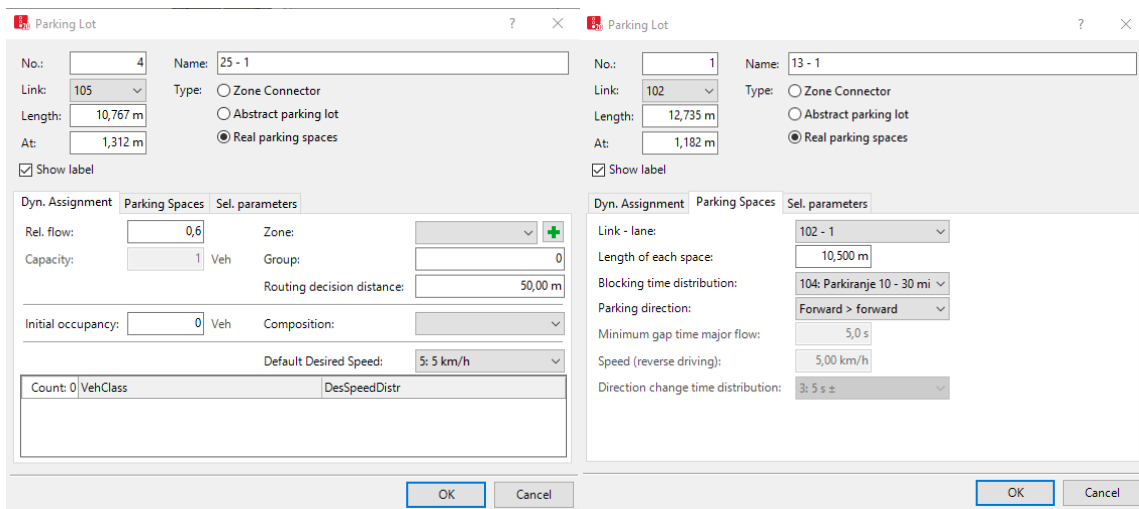 Parking Lot ? ×
No.: 4 Name: 25 - 1
Link: 105 Type: Zone Connector
Length: 10,767 m Abstract parking lot
At: 1,312 m Real parking spaces
Show label
Dyn. Assignment Parking Spaces Sel. parameters
Rel. flow: 0,6 Zone:
Capacity: 1 Veh Group: 0
Routing decision distance: 50,00 m
Initial occupancy: 0 Veh Composition:
Default Desired Speed: 5: 5 km/h
Count: 0 VehClass DesSpeedDistr
OK Cancel
Parking Lot ? ×
No.: 1 Name: 13 - 1
Link: 102 Type: Zone Connector
Length: 12,735 m Abstract parking lot
At: 1,182 m Real parking spaces
Show label
Dyn. Assignment Parking Spaces Sel. parameters
Link - lane: 102 - 1
Length of each space: 10,500 m
Blocking time distribution: 104: Parkiranje 10 - 30 mi
Parking direction: Forward > forward
Minimum gap time major flow: 5,0 s
Speed (reverse driving): 5,00 km/h
Direction change time distribution: 3: 5 s ±
OK Cancel